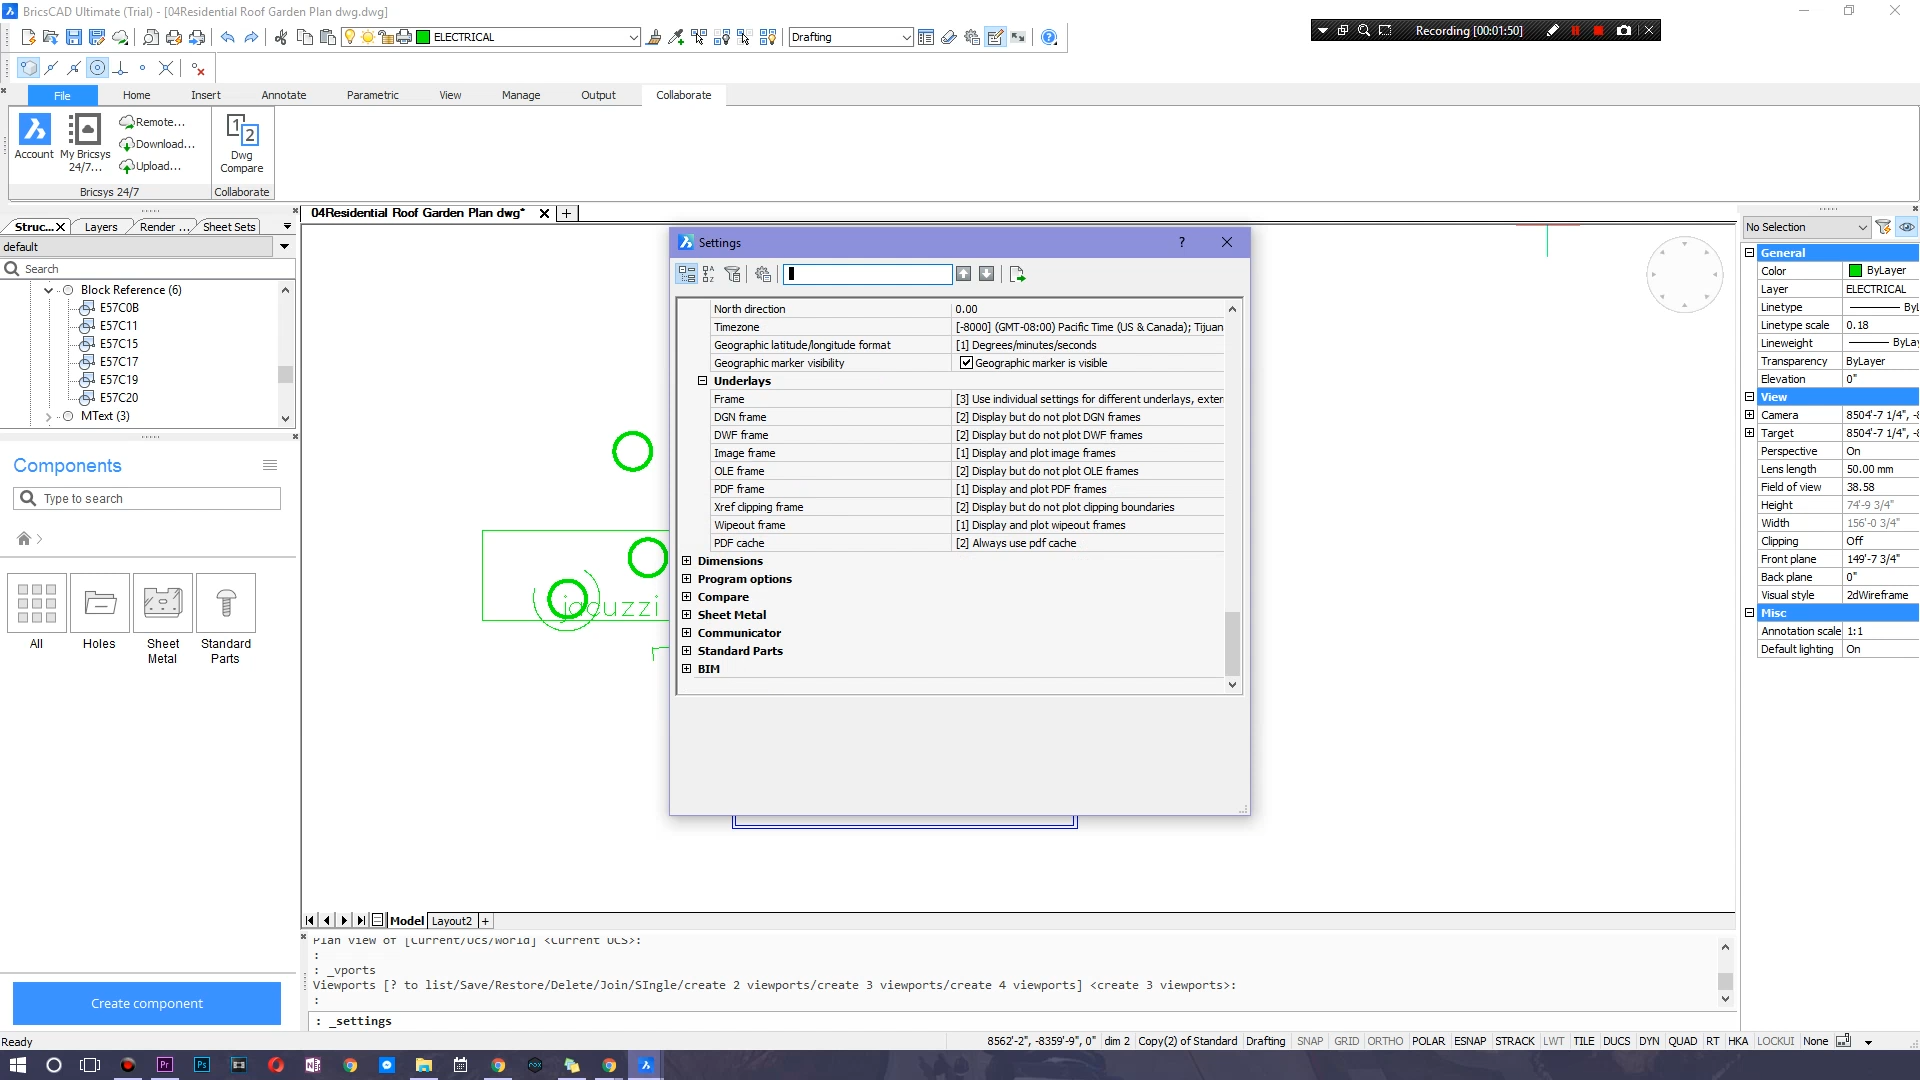 BricsCAD Ultimate (Trial) - [04Residential Roof Garden Plan dwg.dwg]
ELECTRICAL
Drafting
Recording [00:01:50]
File Home Insert Annotate Parametric View Manage Output Collaborate
Account
My Bricsys 24/7...
Remote...
Download...
Upload...
Dwg Compare
Bricsys 24/7
Collaborate
Struc... Layers Render ... Sheet Sets
default
Search
Block Reference (6)
E57C0B
E57C11
E57C15
E57C17
E57C19
E57C20
MText (3)
Components
Type to search
All
Holes
Sheet Metal
Standard Parts
Create component
04Residential Roof Garden Plan dwg*
jacuzzi
Settings
North direction 0.00
Timezone [-8000] (GMT-08:00) Pacific Time (US & Canada); Tijuan
Geographic latitude/longitude format [1] Degrees/minutes/seconds
Geographic marker visibility Geographic marker is visible
Underlays
Frame [3] Use individual settings for different underlays, exter
DGN frame [2] Display but do not plot DGN frames
DWF frame [2] Display but do not plot DWF frames
Image frame [1] Display and plot image frames
OLE frame [2] Display but do not plot OLE frames
PDF frame [1] Display and plot PDF frames
Xref clipping frame [2] Display but do not plot clipping boundaries
Wipeout frame [1] Display and plot wipeout frames
PDF cache [2] Always use pdf cache
Dimensions
Program options
Compare
Sheet Metal
Communicator
Standard Parts
BIM
No Selection
General
Color ByLayer
Layer ELECTRICAL
Linetype ByL
Linetype scale 0.18
Lineweight ByLay
Transparency ByLayer
Elevation 0"
View
Camera 8504'-7 1/4", -8
Target 8504'-7 1/4", -8
Perspective On
Lens length 50.00 mm
Field of view 38.58
Height 74'-9 3/4"
Width 156'-0 3/4"
Clipping Off
Front plane 149'-7 3/4"
Back plane 0"
Visual style 2dWireframe
Misc
Annotation scale 1:1
Default lighting On
Model Layout2 +
Plan view of [Current/Ucs/World] <Current UCS>:
:
: _vports
Viewports [? to list/Save/Restore/Delete/Join/SIngle/create 2 viewports/create 3 viewports/create 4 viewports] <create 3 viewports>:
:
: _settings
Ready
8562'-2", -8359'-9", 0" dim 2 Copy(2) of Standard Drafting SNAP GRID ORTHO POLAR ESNAP STRACK LWT TILE DUCS DYN QUAD RT HKA LOCKUI None